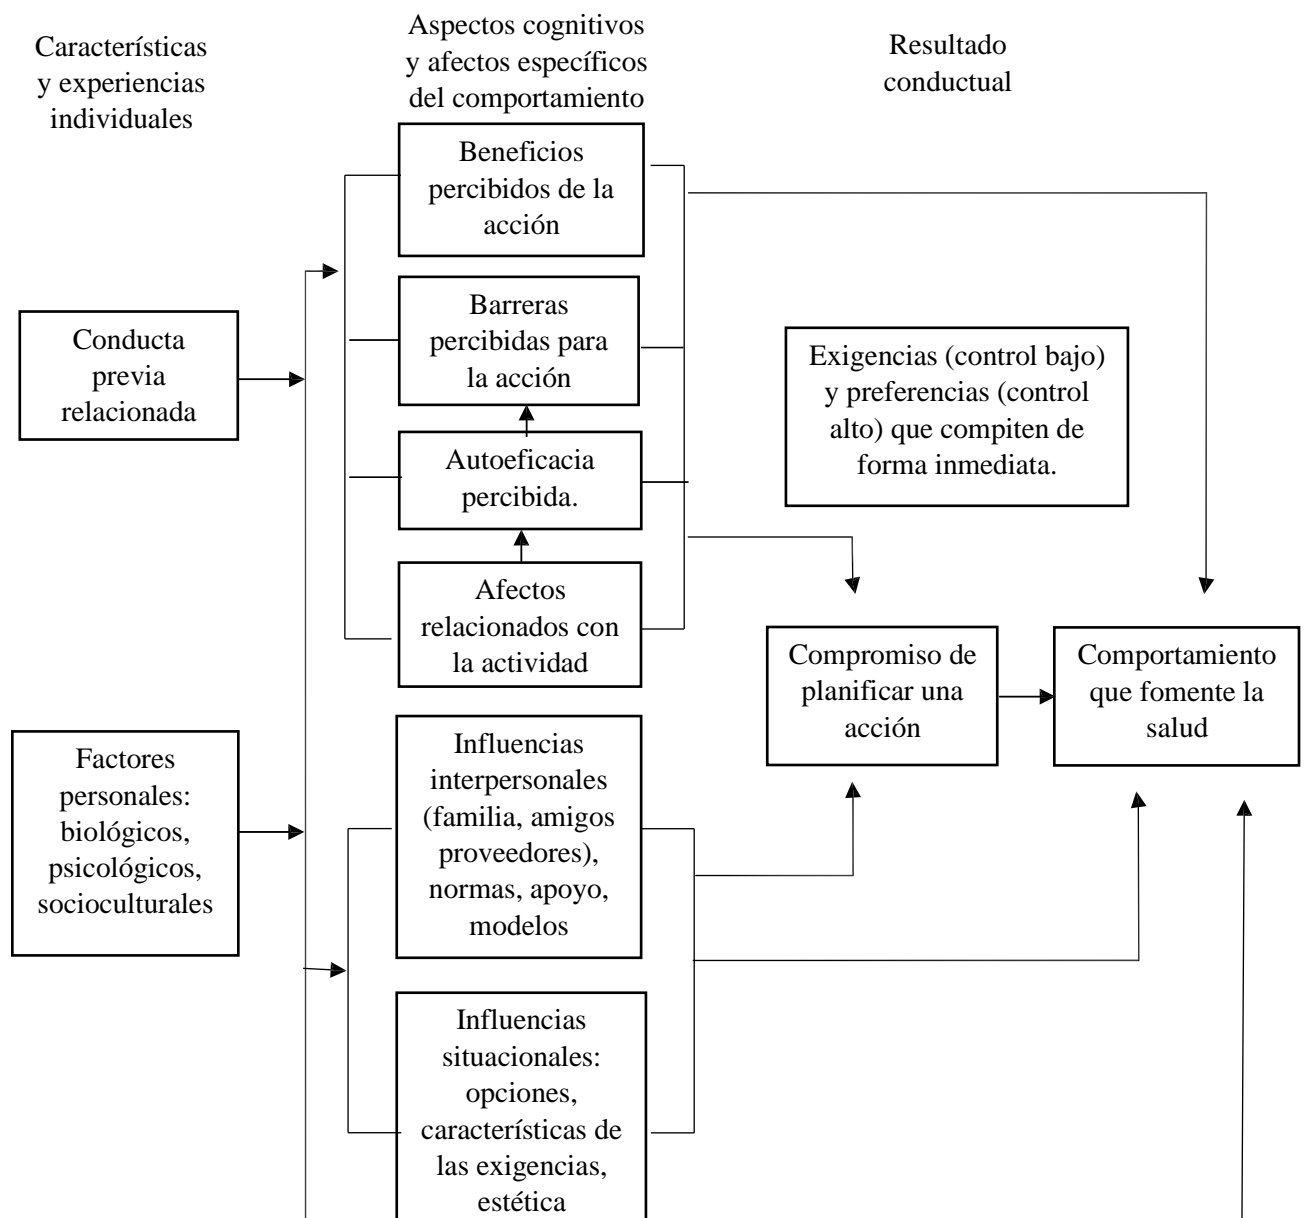 Características
y experiencias
individuales
Aspectos cognitivos
y afectos específicos
del comportamiento
Resultado
conductual
Beneficios
percibidos de la
acción
Barreras
percibidas para
la acción
Conducta
previa
relacionada
Exigencias (control bajo)
y preferencias (control
alto) que compiten de
forma inmediata.
Autoeficacia
percibida.
Afectos
relacionados con
la actividad
Compromiso de
planificar una
acción
Comportamiento
que fomente la
salud
Factores
personales:
biológicos,
psicológicos,
socioculturales
Influencias
interpersonales
(familia, amigos
proveedores),
normas, apoyo,
modelos
Influencias
situacionales:
opciones,
características de
las exigencias,
estética